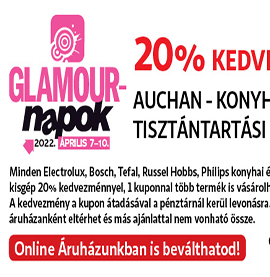 GLAMOUR-
napok
2022. ÁPRILIS 7-10.
20% KEDV
AUCHAN - KONYH
TISZTÁNTARTÁSI
Minden Electrolux, Bosch, Tefal, Russel Hobbs, Philips konyhai é
kisgép 20% kedvezménnyel, 1 kuponnal több termék is vásárolh
A kedvezmény a kupon átadásával a pénztárnál kerül levonásra.
áruházanként eltérhet és más ajánlattal nem vonható össze.
Online Áruházunkban is beválthatod!